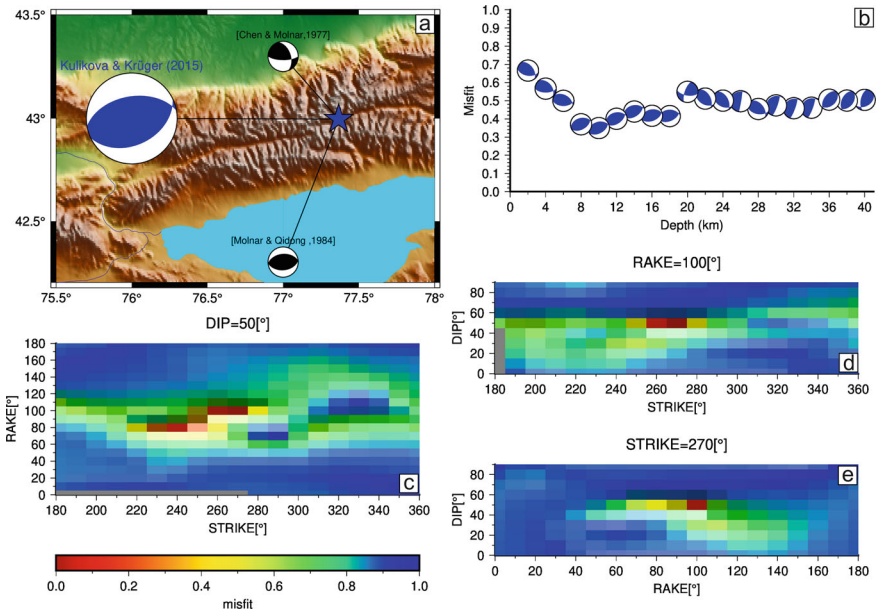 a
43.5°
43°
42.5°
75.5°
76°
76.5°
77°
77.5°
78°
[Chen & Molnar,1977]
Kulikova & Krüger (2015)
[Molnar & Qidong ,1984]
b
Misfit
1.0
0.9
0.8
0.7
0.6
0.5
0.4
0.3
0.2
0.1
0.0
0 4 8 12 16 20 24 28 32 36 40
Depth (km)
DIP=50[°]
RAKE[°]
180
160
140
120
100
80
60
40
20
0
c
180 200 220 240 260 280 300 320 340 360
STRIKE[°]
0.0 0.2 0.4 0.6 0.8 1.0
misfit
RAKE=100[°]
DIP[°]
80
60
40
20
0
d
180 200 220 240 260 280 300 320 340 360
STRIKE[°]
STRIKE=270[°]
DIP[°]
80
60
40
20
0
e
0 20 40 60 80 100 120 140 160 180
RAKE[°]